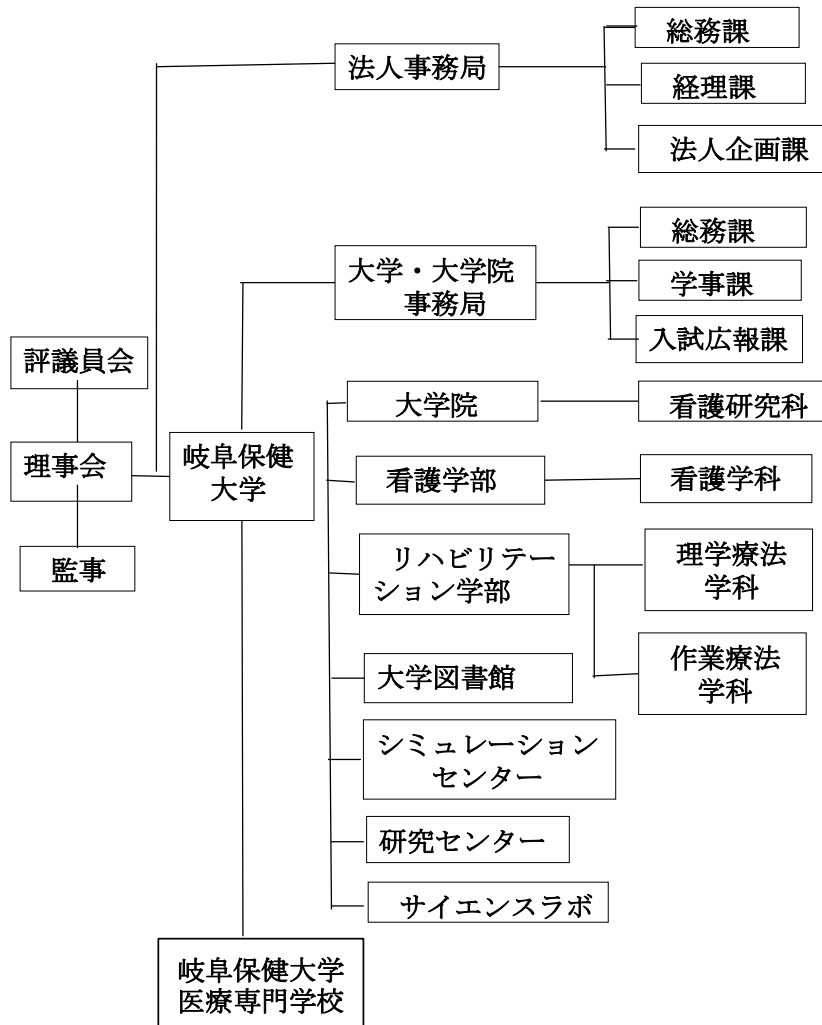 総務課
法人事務局
経理課
法人企画課
総務課
大学・大学院
事務局
学事課
入試広報課
評議員会
大学院
看護研究科
理事会
岐阜保健
大学
看護学部
看護学科
監事
リハビリテー
ション学部
理学療法
学科
作業療法
学科
大学図書館
シミュレーション
センター
研究センター
サイエンスラボ
岐阜保健大学
医療専門学校